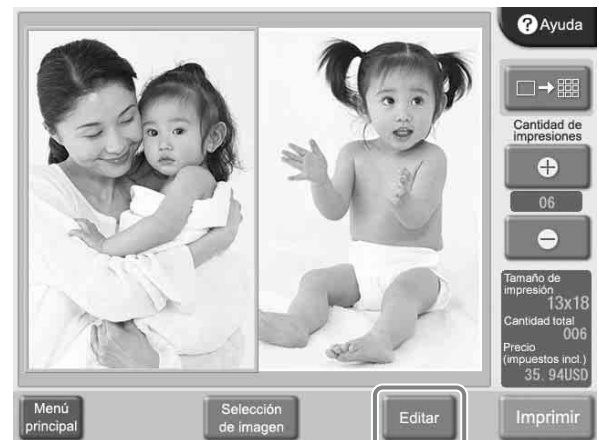 ? Ayuda
Cantidad de
impresiones
+
06
−
Tamaño de
impresión
13x18
Cantidad total
006
Precio
(impuestos incl.)
35. 94USD
Menú
principal
Selección
de imagen
Editar
Imprimir